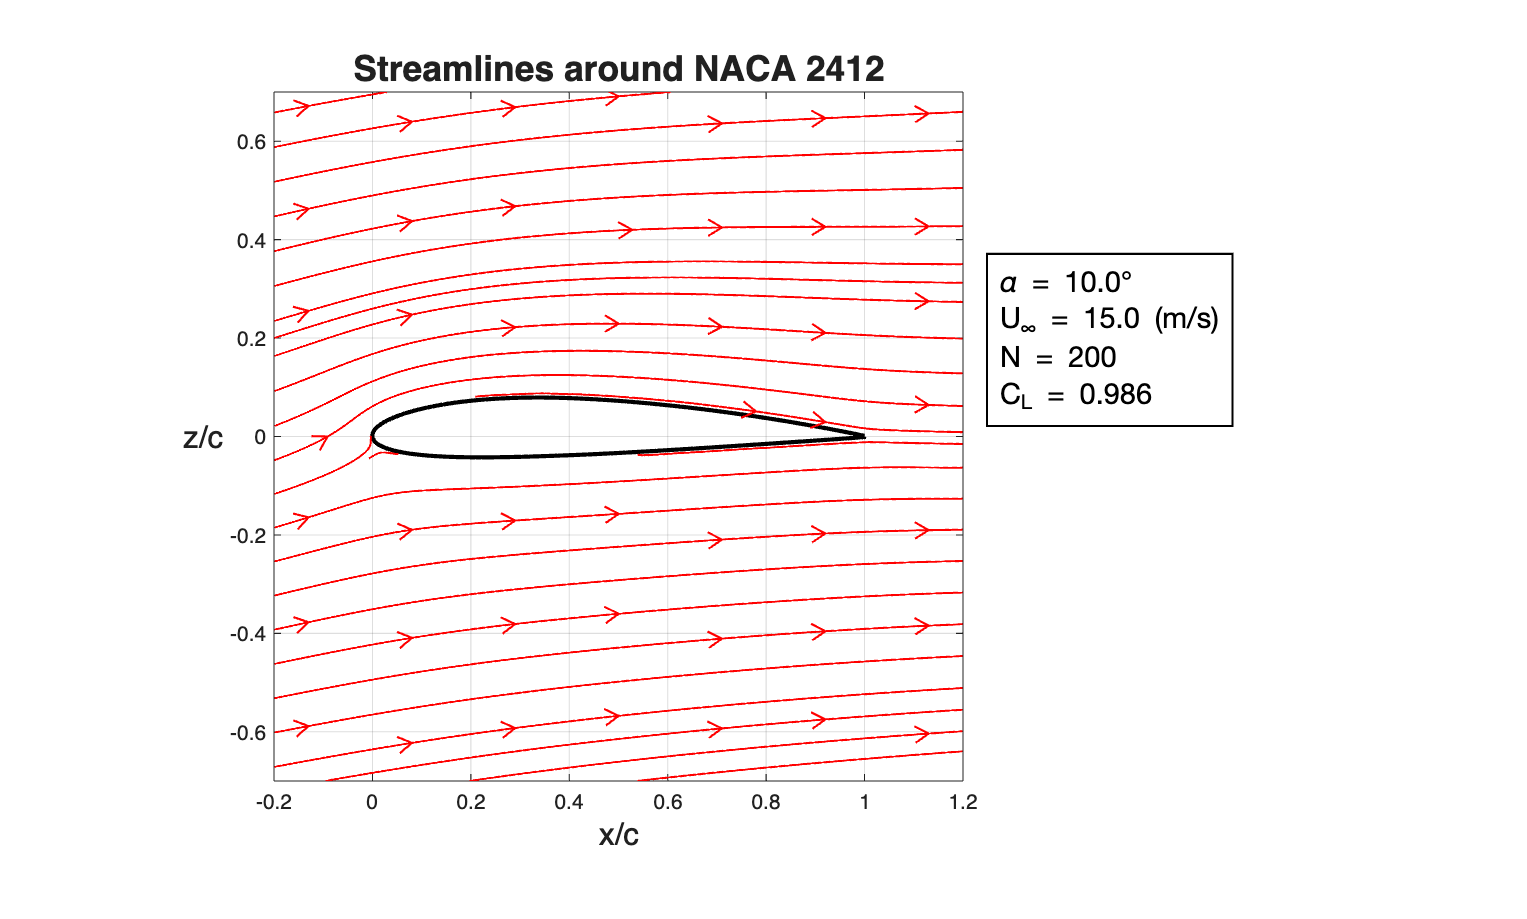 Streamlines around NACA 2412
0.6
0.4
0.2
0
-0.2
-0.4
-0.6
z/c
-0.2 0 0.2 0.4 0.6 0.8 1 1.2
x/c
α = 10.0°
U∞ = 15.0 (m/s)
N = 200
C_L = 0.986